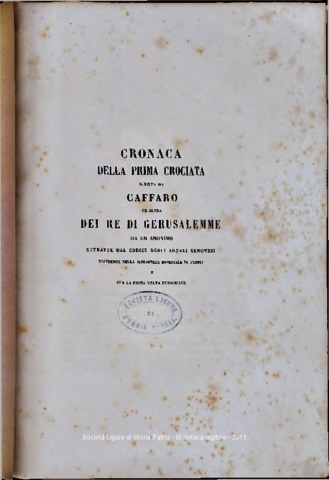 CRONACA
DELLA PRIMA CROCIATA
SCRITTA DA
CAFFARO
ED ALTRA
DEI RE DI GERUSALEMME
DA UN ANONIMO
ESTRATTE DAL CODICE DEGLI ANNALI GENOVESI
ESISTENTE NELLA BIBLIOTECA IMPERIALE DI PARIGI
E
PER LA PRIMA VOLTA PUBBLICATE.
SOCIETÀ LIGURE
DI
STORIA PATRIA
Società Ligure di Storia Patria - biblioteca digitale - 2011